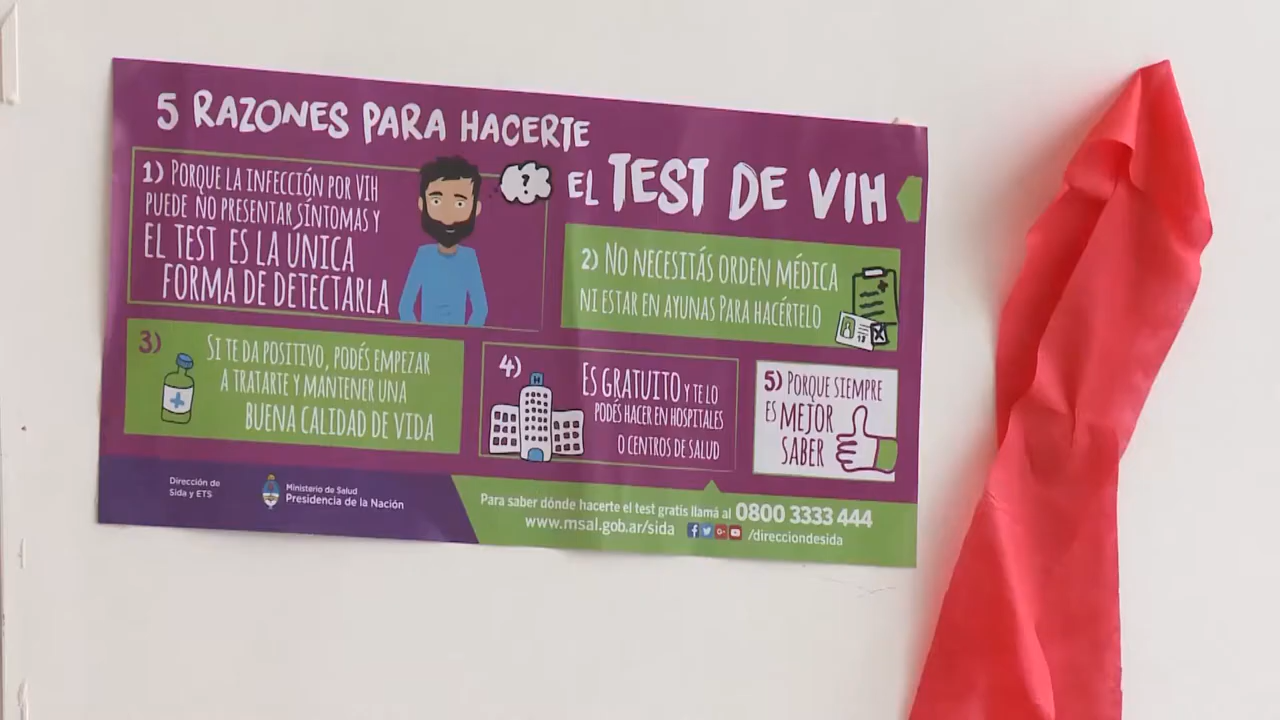 5 RAZONES PARA HACERTE
EL TEST DE VIH
?
1) PORQUE LA INFECCIÓN POR VIH
PUEDE NO PRESENTAR SÍNTOMAS Y
EL TEST ES LA ÚNICA
FORMA DE DETECTARLA
2) NO NECESITÁS ORDEN MÉDICA
NI ESTAR EN AYUNAS PARA HACÉRTELO
3) SI TE DA POSITIVO, PODÉS EMPEZAR
A TRATARTE Y MANTENER UNA
BUENA CALIDAD DE VIDA
4) ES GRATUITO Y TE LO
PODÉS HACER EN HOSPITALES
O CENTROS DE SALUD
H
5) PORQUE SIEMPRE
ES MEJOR
SABER
Dirección de
Sida y ETS
Ministerio de Salud
Presidencia de la Nación
Para saber dónde hacerte el test gratis llamá al 0800 3333 444
www.msal.gob.ar/sida /direcciondesida